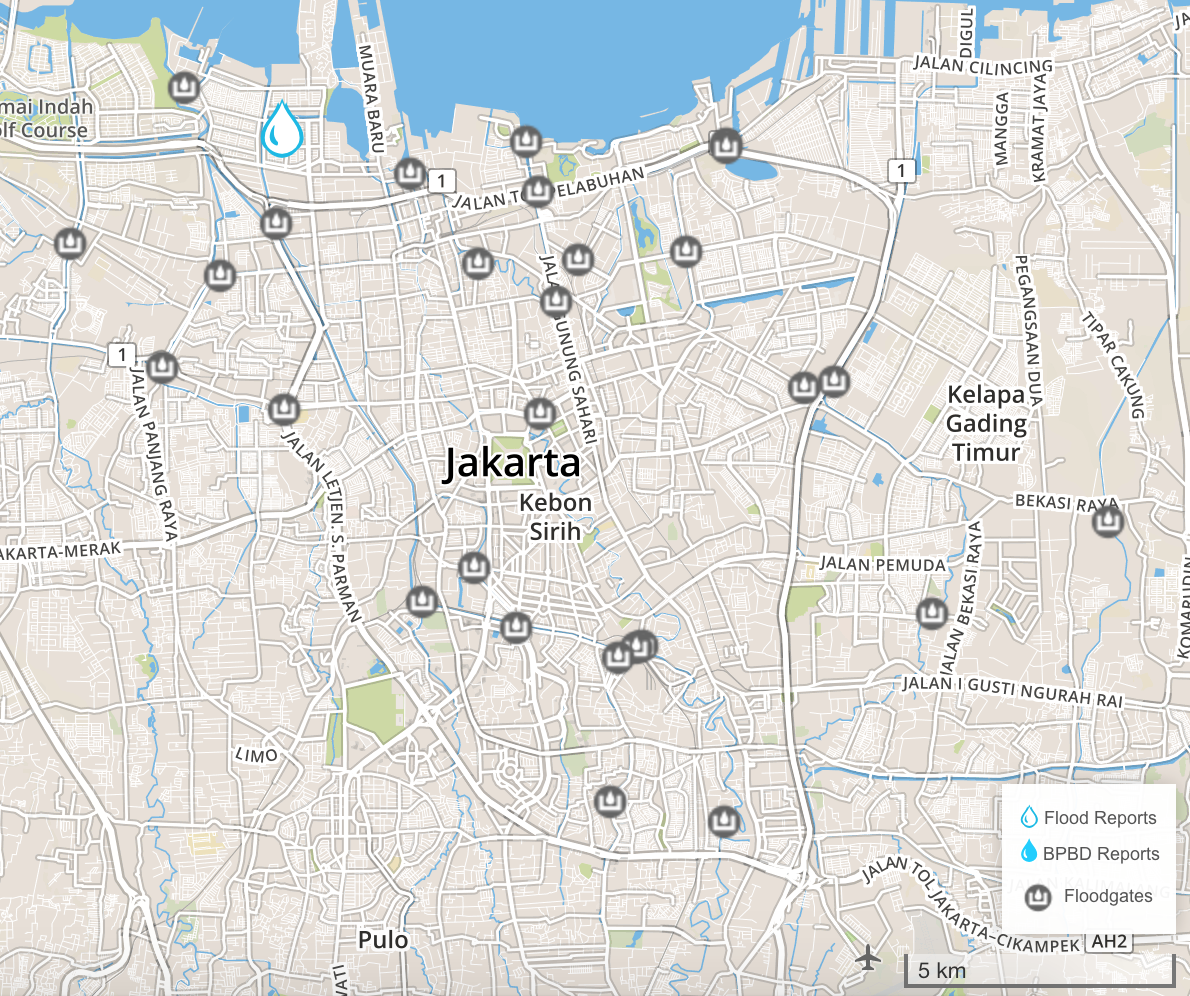 DIGUL
JA
JALAN CILINCING
MUARA BARU
mai Indah
olf Course
MANGGA
KRAMAT JAYA
1
1
JALAN TO
PELABUHAN
JALA
GUNUNG SAHARI
PEGANGSAAN DUA
TIPAR CAKUNG
1
JALAN PANJANG RAYA
Kelapa
Gading
Timur
JALAN LETJEN. S. PARMAN
Jakarta
Kebon
Sirih
BEKASI RAYA
AKARTA-MERAK
JALAN PEMUDA
JALAN BEKASI RAYA
KOMARUDIN
JALAN I GUSTI NGURAH RAI
LIMO
Flood Reports
BPBD Reports
Floodgates
JALAN TOL JAKARTA-CIKAMPEK
AH2
Pulo
5 km